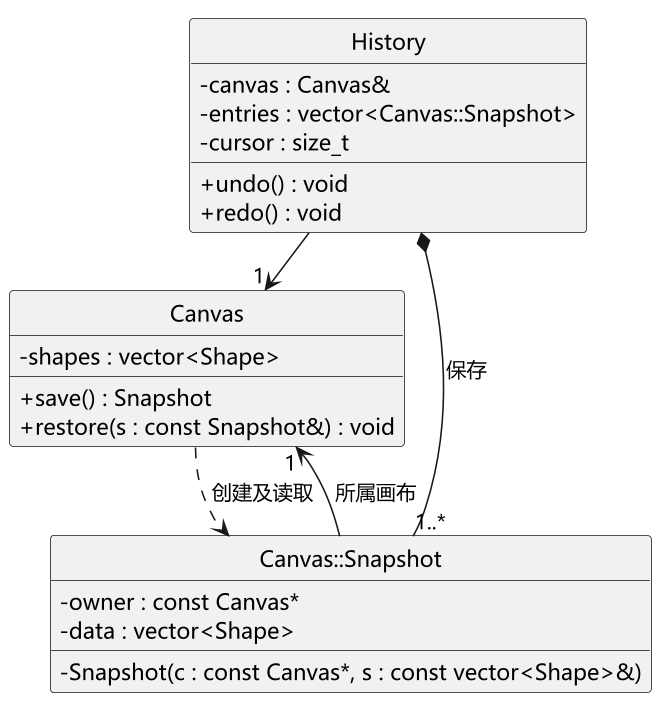 History
-canvas : Canvas&
-entries : vector<Canvas::Snapshot>
-cursor : size_t
+undo() : void
+redo() : void
1
Canvas
-shapes : vector<Shape>
+save() : Snapshot
+restore(s : const Snapshot&) : void
保存
1
创建及读取
所属画布
1..*
Canvas::Snapshot
-owner : const Canvas*
-data : vector<Shape>
-Snapshot(c : const Canvas*, s : const vector<Shape>&)